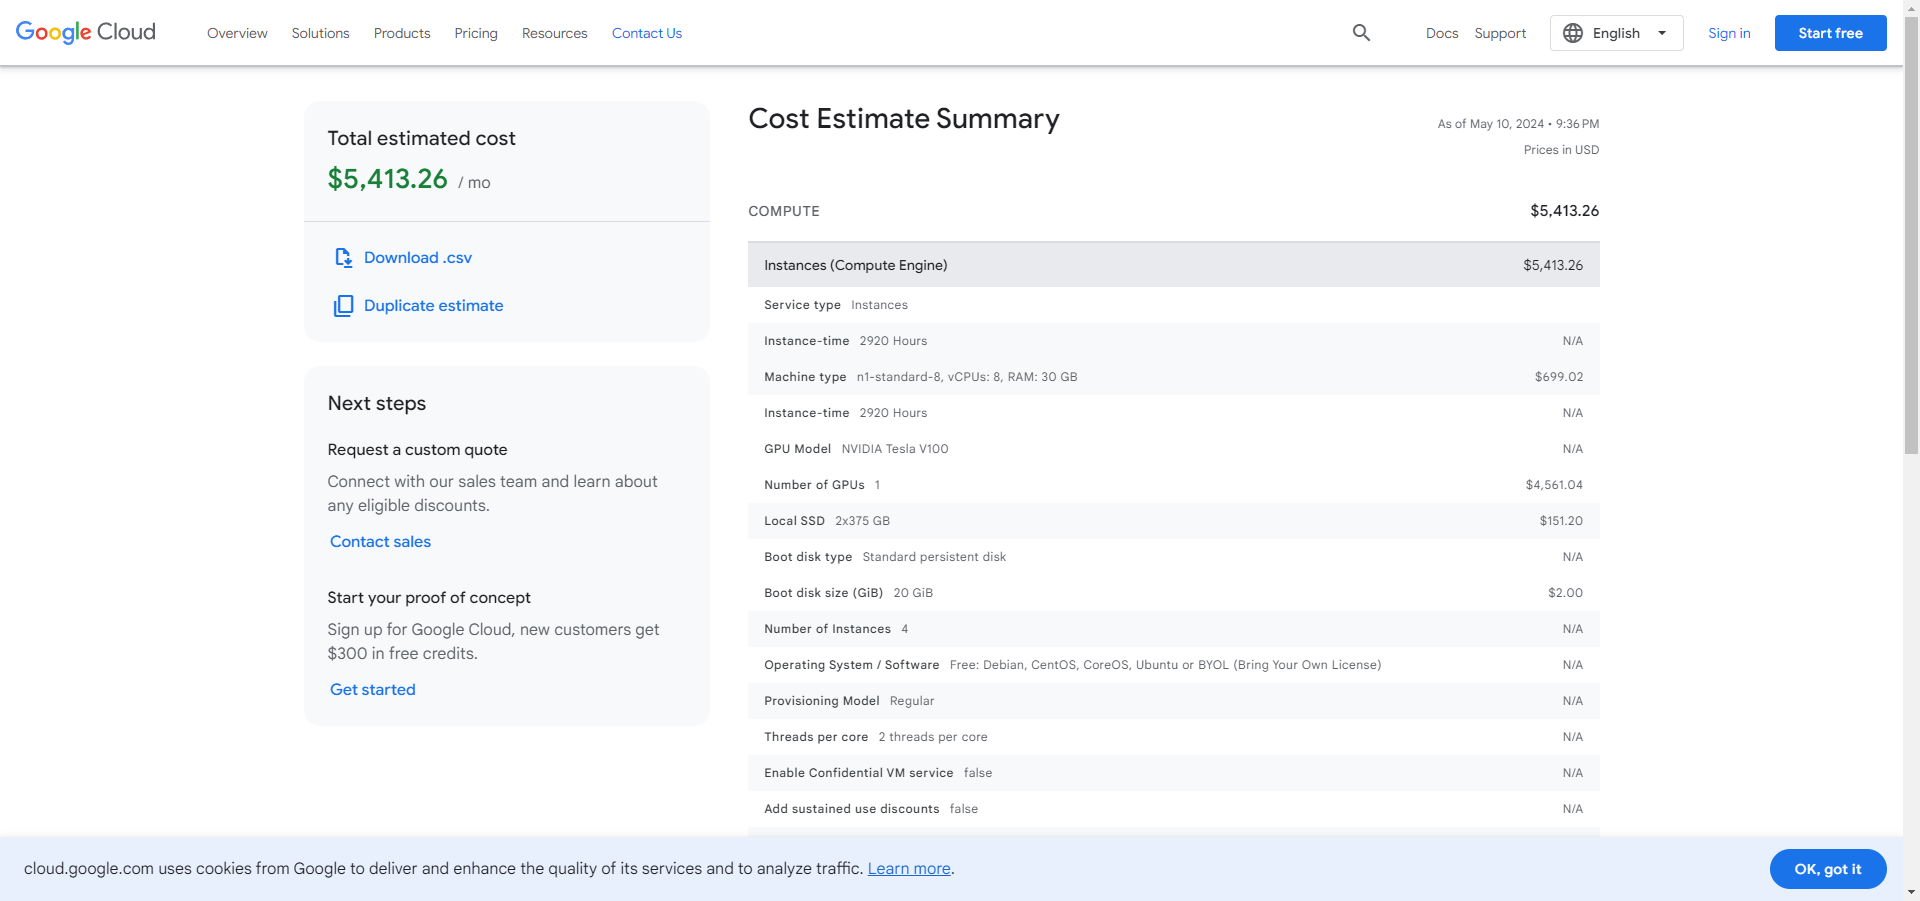 Google Cloud
Overview Solutions Products Pricing Resources Contact Us
Docs Support English Sign in Start free
Total estimated cost
$5,413.26 / mo
Download .csv
Duplicate estimate
Next steps
Request a custom quote
Connect with our sales team and learn about
any eligible discounts.
Contact sales
Start your proof of concept
Sign up for Google Cloud, new customers get
$300 in free credits.
Get started
Cost Estimate Summary
As of May 10, 2024 • 9:36 PM
Prices in USD
COMPUTE $5,413.26
Instances (Compute Engine) $5,413.26
Service type Instances
Instance-time 2920 Hours N/A
Machine type n1-standard-8, vCPUs: 8, RAM: 30 GB $699.02
Instance-time 2920 Hours N/A
GPU Model NVIDIA Tesla V100 N/A
Number of GPUs 1 $4,561.04
Local SSD 2x375 GB $151.20
Boot disk type Standard persistent disk N/A
Boot disk size (GiB) 20 GiB $2.00
Number of Instances 4 N/A
Operating System / Software Free: Debian, CentOS, CoreOS, Ubuntu or BYOL (Bring Your Own License) N/A
Provisioning Model Regular N/A
Threads per core 2 threads per core N/A
Enable Confidential VM service false N/A
Add sustained use discounts false N/A
cloud.google.com uses cookies from Google to deliver and enhance the quality of its services and to analyze traffic. Learn more.
OK, got it